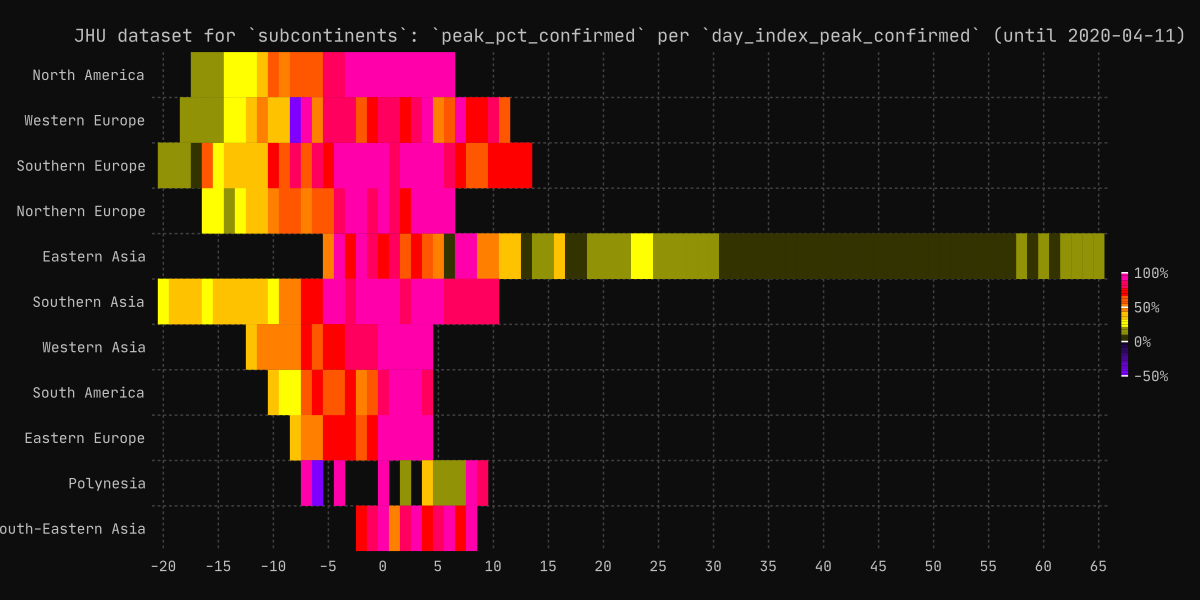 JHU dataset for `subcontinents`: `peak_pct_confirmed` per `day_index_peak_confirmed` (until 2020-04-11)
North America
Western Europe
Southern Europe
Northern Europe
Eastern Asia
Southern Asia
Western Asia
South America
Eastern Europe
Polynesia
outh-Eastern Asia
100%
50%
0%
-50%
-20 -15 -10 -5 0 5 10 15 20 25 30 35 40 45 50 55 60 65